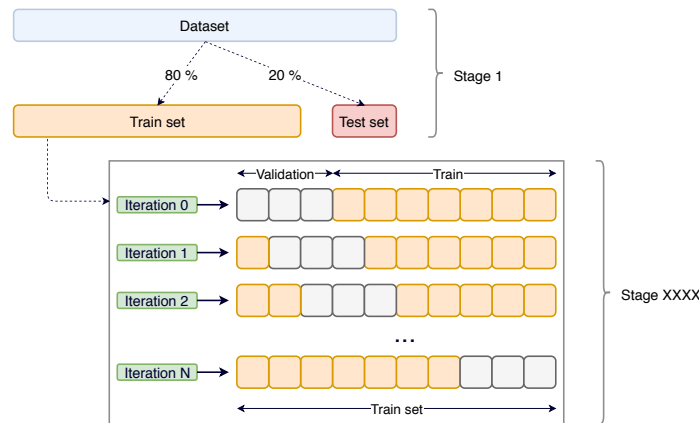 Dataset
80 %
20 %
Stage 1
Train set
Test set
Validation
Train
Iteration 0
Iteration 1
Iteration 2
Stage XXXX
...
Iteration N
Train set